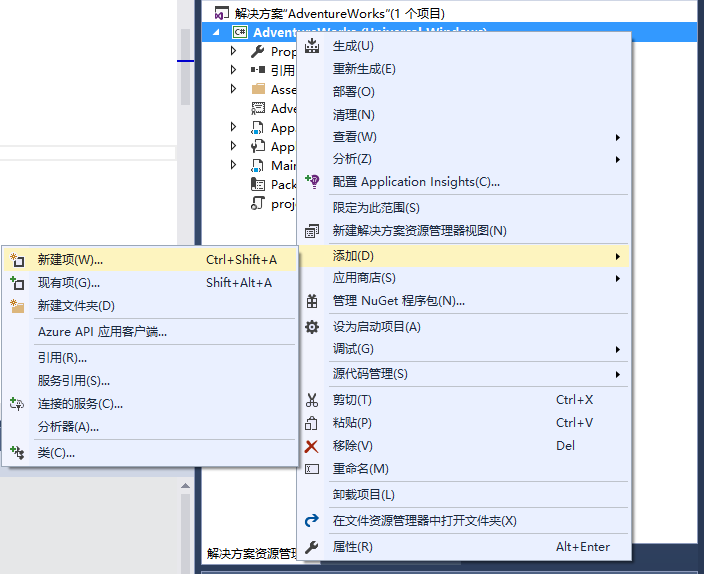 解决方案"AdventureWorks"(1 个项目)
AdventureWorks (Universal Windows)
Prop
引用
Asse
Adve
App
App
Main
Pack
proj
生成(U)
重新生成(E)
部署(O)
清理(N)
查看(W)
分析(Z)
配置 Application Insights(C)...
限定为此范围(S)
新建解决方案资源管理器视图(N)
添加(D)
应用商店(S)
管理 NuGet 程序包(N)...
设为启动项目(A)
调试(G)
源代码管理(S)
剪切(T) Ctrl+X
粘贴(P) Ctrl+V
移除(V) Del
重命名(M)
卸载项目(L)
在文件资源管理器中打开文件夹(X)
属性(R) Alt+Enter
新建项(W)... Ctrl+Shift+A
现有项(G)... Shift+Alt+A
新建文件夹(D)
Azure API 应用客户端...
引用(R)...
服务引用(S)...
连接的服务(C)...
分析器(A)...
类(C)...
解决方案资源管